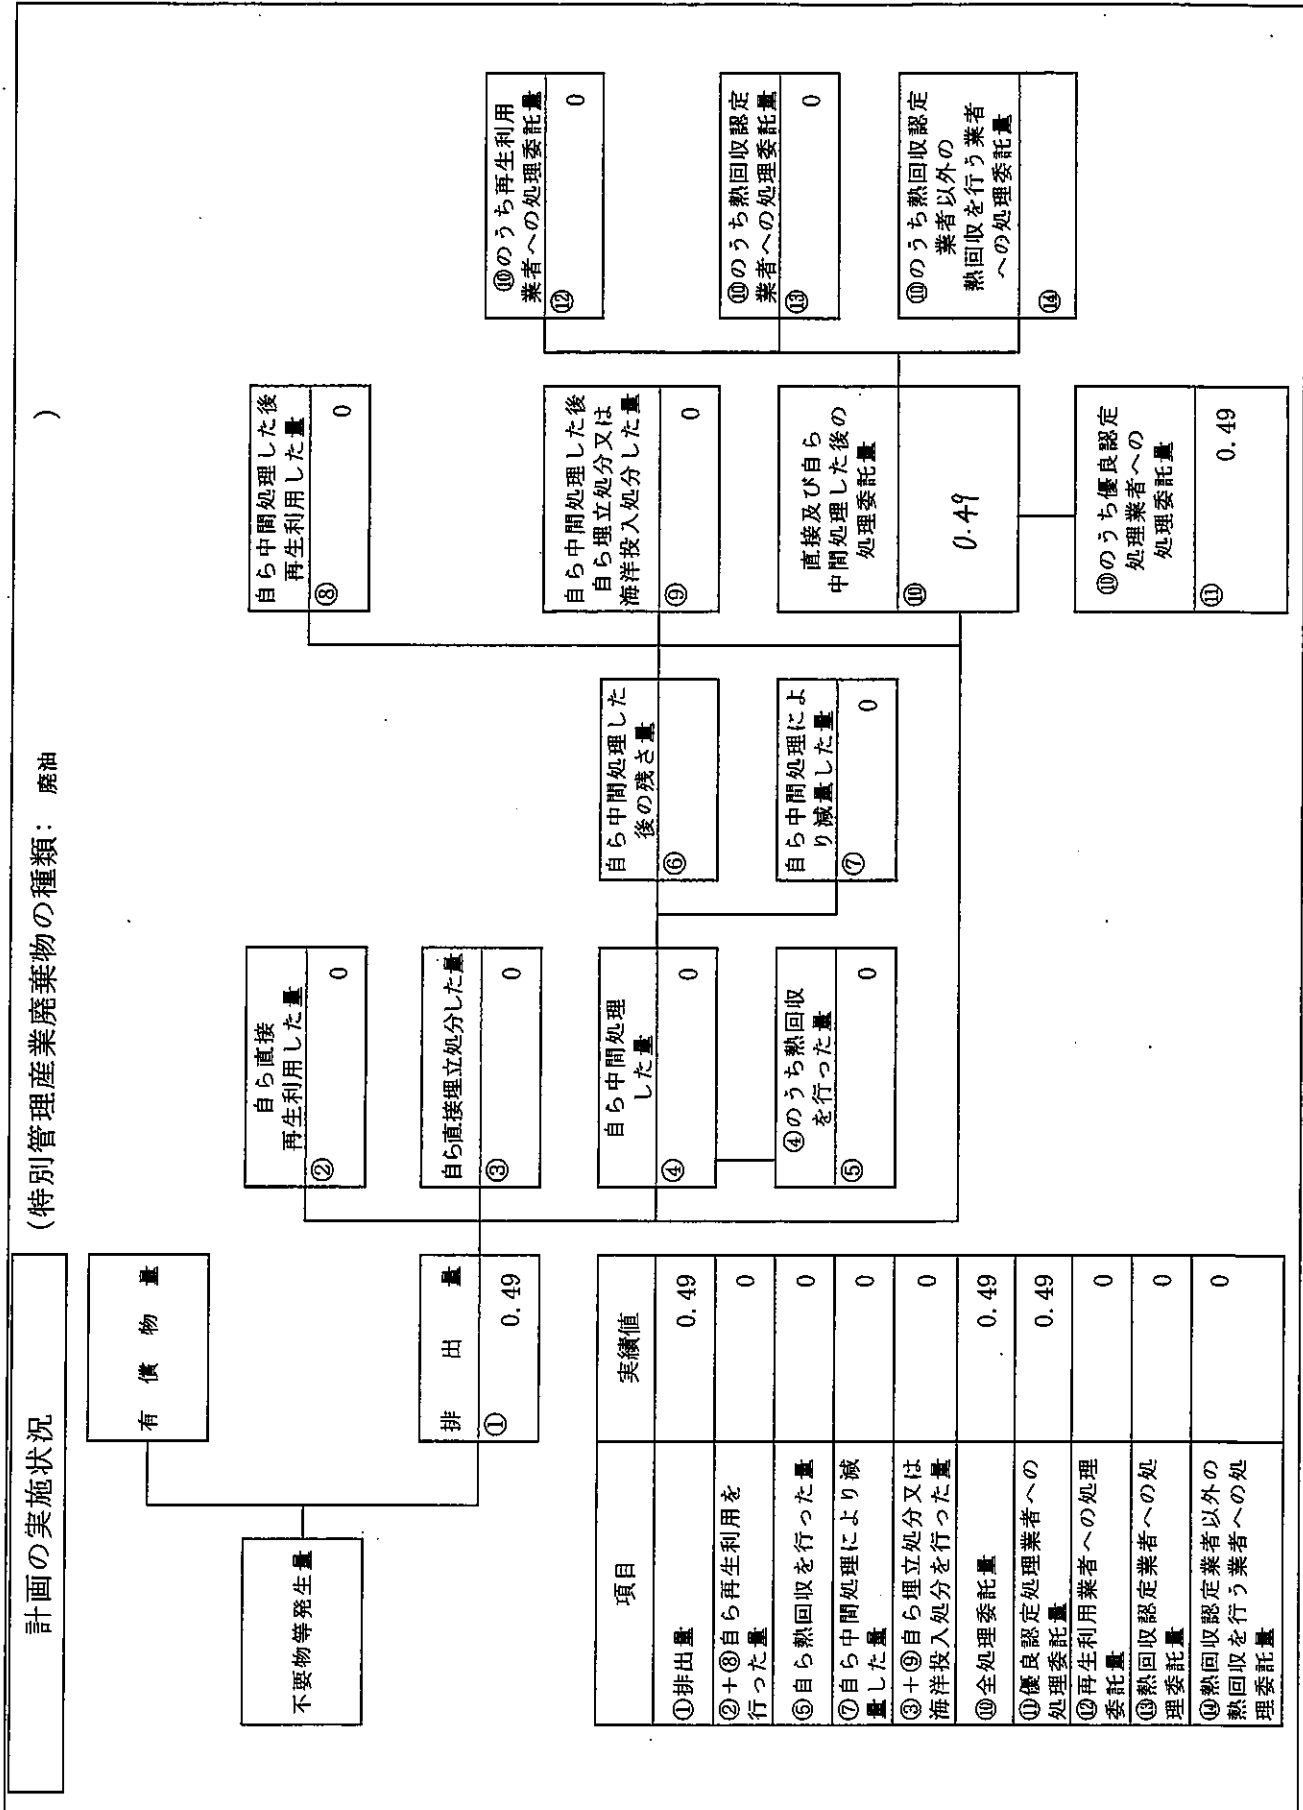 計画の実施状況
(特別管理産業廃棄物の種類: 廃油 )
不要物等発生量
有 償 物 量
排 出 量
① 0.49
自ら直接
再生利用した量
② 0
自ら直接埋立処分した量
③ 0
自ら中間処理
した量
④ 0
④のうち熱回収
を行った量
⑤ 0
自ら中間処理した
後の残さ量
⑥
自ら中間処理によ
り減量した量
⑦ 0
自ら中間処理した後
再生利用した量
⑧ 0
自ら中間処理した後
自ら埋立処分又は
海洋投入処分した量
⑨ 0
直接及び自ら
中間処理した後の
処理委託量
⑩ 0.49
⑩のうち優良認定
処理業者への
処理委託量
⑪ 0.49
⑩のうち再生利用
業者への処理委託量
⑫ 0
⑩のうち熱回収認定
業者への処理委託量
⑬ 0
⑩のうち熱回収認定
業者以外の
熱回収を行う業者
への処理委託量
⑭
項目 実績値
①排出量 0.49
②+⑧自ら再生利用を
行った量 0
⑤自ら熱回収を行った量 0
⑦自ら中間処理により減
量した量 0
③+⑨自ら埋立処分又は
海洋投入処分を行った量 0
⑩全処理委託量 0.49
⑪優良認定処理業者への
処理委託量 0.49
⑫再生利用業者への処理
委託量 0
⑬熱回収認定業者への処
理委託量 0
⑭熱回収認定業者以外の
熱回収を行う業者への処
理委託量 0